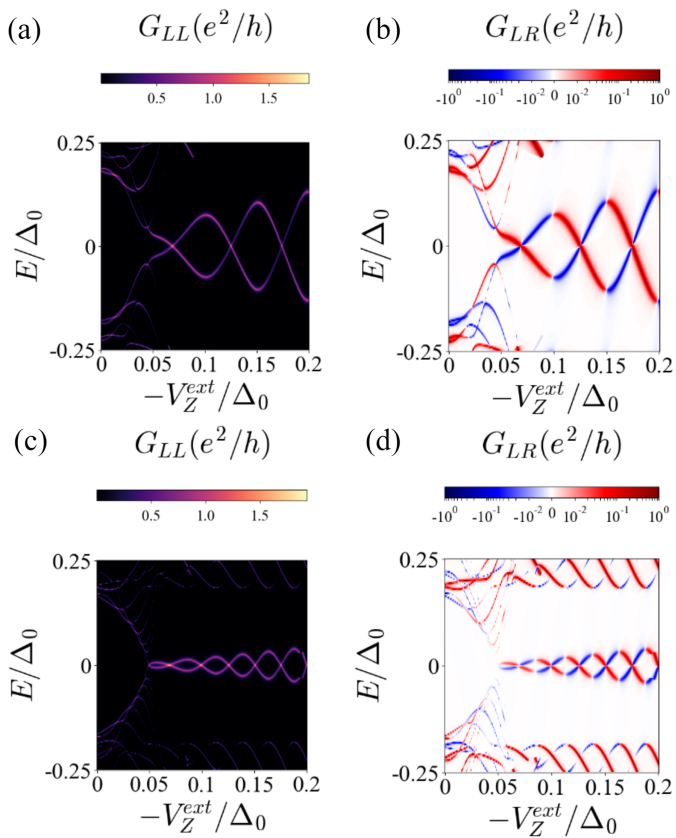 (a)
G_{LL}(e^2/h)
0.5 1.0 1.5
0.25
0
-0.25
E/Δ_0
0 0.05 0.10 0.15 0.2
-V_Z^{ext}/Δ_0
(b)
G_{LR}(e^2/h)
-10^0 -10^{-1} 0 10^{-2} 10^{-1} 10^0
0.25
0
-0.25
E/Δ_0
0 0.05 0.10 0.15 0.2
-V_Z^{ext}/Δ_0
(c)
G_{LL}(e^2/h)
0.5 1.0 1.5
0.25
0
-0.25
E/Δ_0
0 0.05 0.10 0.15 0.2
-V_Z^{ext}/Δ_0
(d)
G_{LR}(e^2/h)
-10^0 -10^{-1} -10^{-2} 0 10^{-2} 10^{-1} 10^0
0.25
0
-0.25
E/Δ_0
0 0.05 0.10 0.15 0.2
-V_Z^{ext}/Δ_0